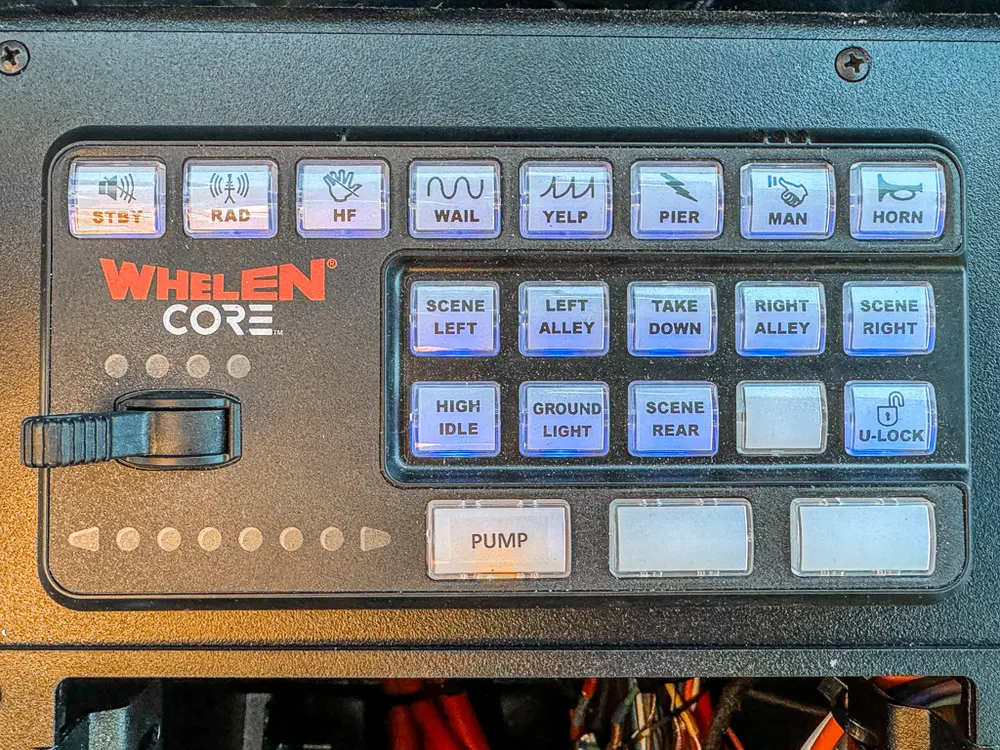 STBY
RAD
HF
WAIL
YELP
PIER
MAN
HORN
WHELEN®
CORE™
SCENE
LEFT
LEFT
ALLEY
TAKE
DOWN
RIGHT
ALLEY
SCENE
RIGHT
HIGH
IDLE
GROUND
LIGHT
SCENE
REAR
U-LOCK
PUMP